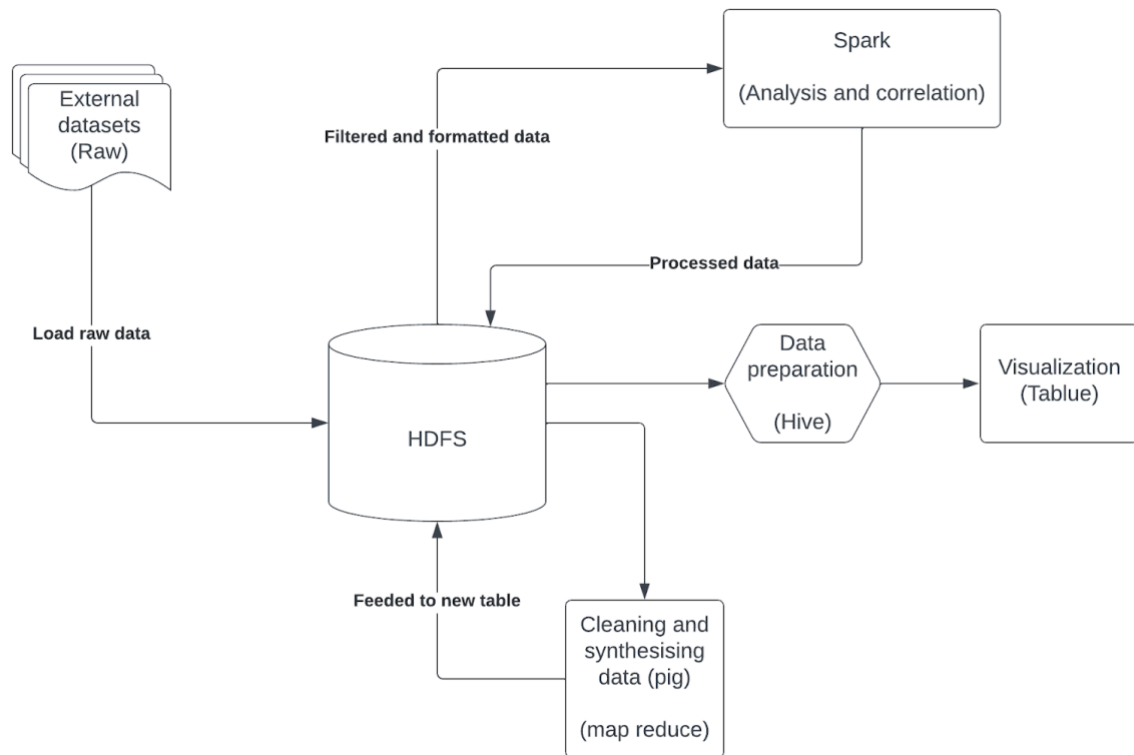 Spark
(Analysis and correlation)
External
datasets
(Raw)
Filtered and formatted data
Processed data
Load raw data
Data
preparation
(Hive)
Visualization
(Tablue)
HDFS
Feeded to new table
Cleaning and
synthesising
data (pig)
(map reduce)